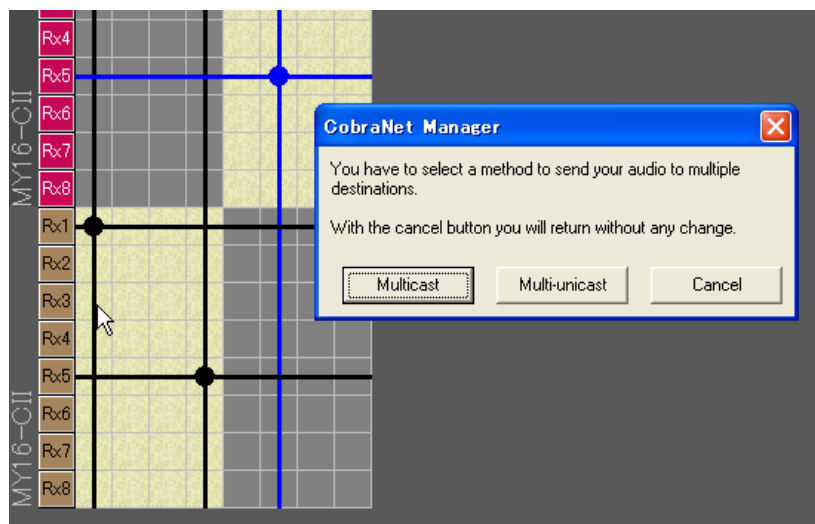 Rx4
Rx5
Rx6
Rx7
Rx8
MY16-CII
Rx1
Rx2
Rx3
Rx4
Rx5
Rx6
Rx7
Rx8
MY16-CII
CobraNet Manager
You have to select a method to send your audio to multiple
destinations.
With the cancel button you will return without any change.
Multicast
Multi-unicast
Cancel